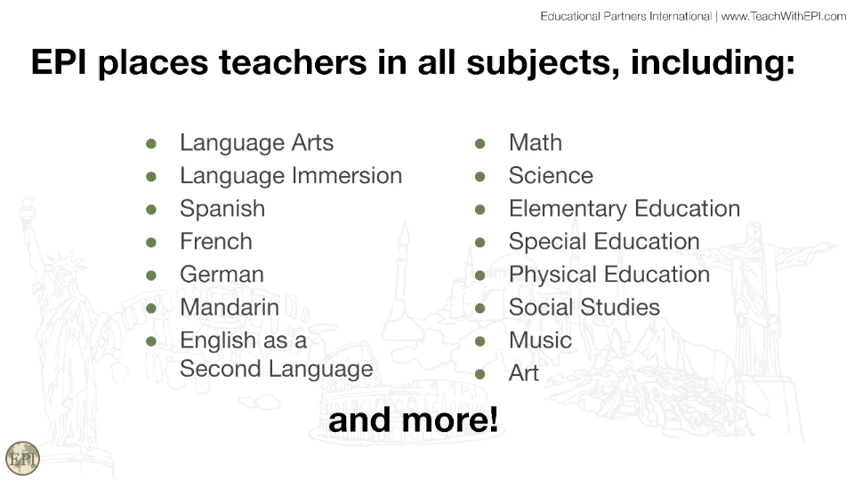 Educational Partners International | www.TeachWithEPI.com
EPI places teachers in all subjects, including:
● Language Arts
● Language Immersion
● Spanish
● French
● German
● Mandarin
● English as a
Second Language
● Math
● Science
● Elementary Education
● Special Education
● Physical Education
● Social Studies
● Music
● Art
and more!
EPI